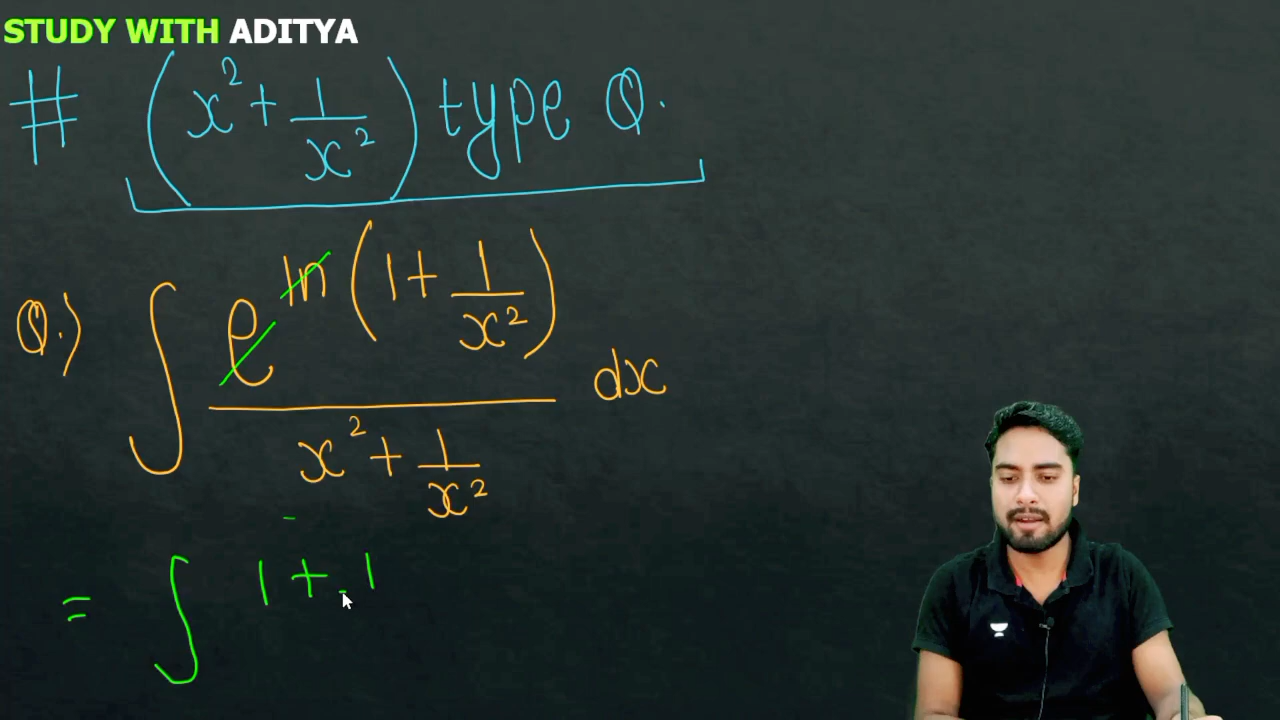 STUDY WITH ADITYA
# (x² + 1/x²) type Q.
Q.) ∫ e^(ln(1 + 1/x²)) / (x² + 1/x²) dx
= ∫ 1 + 1